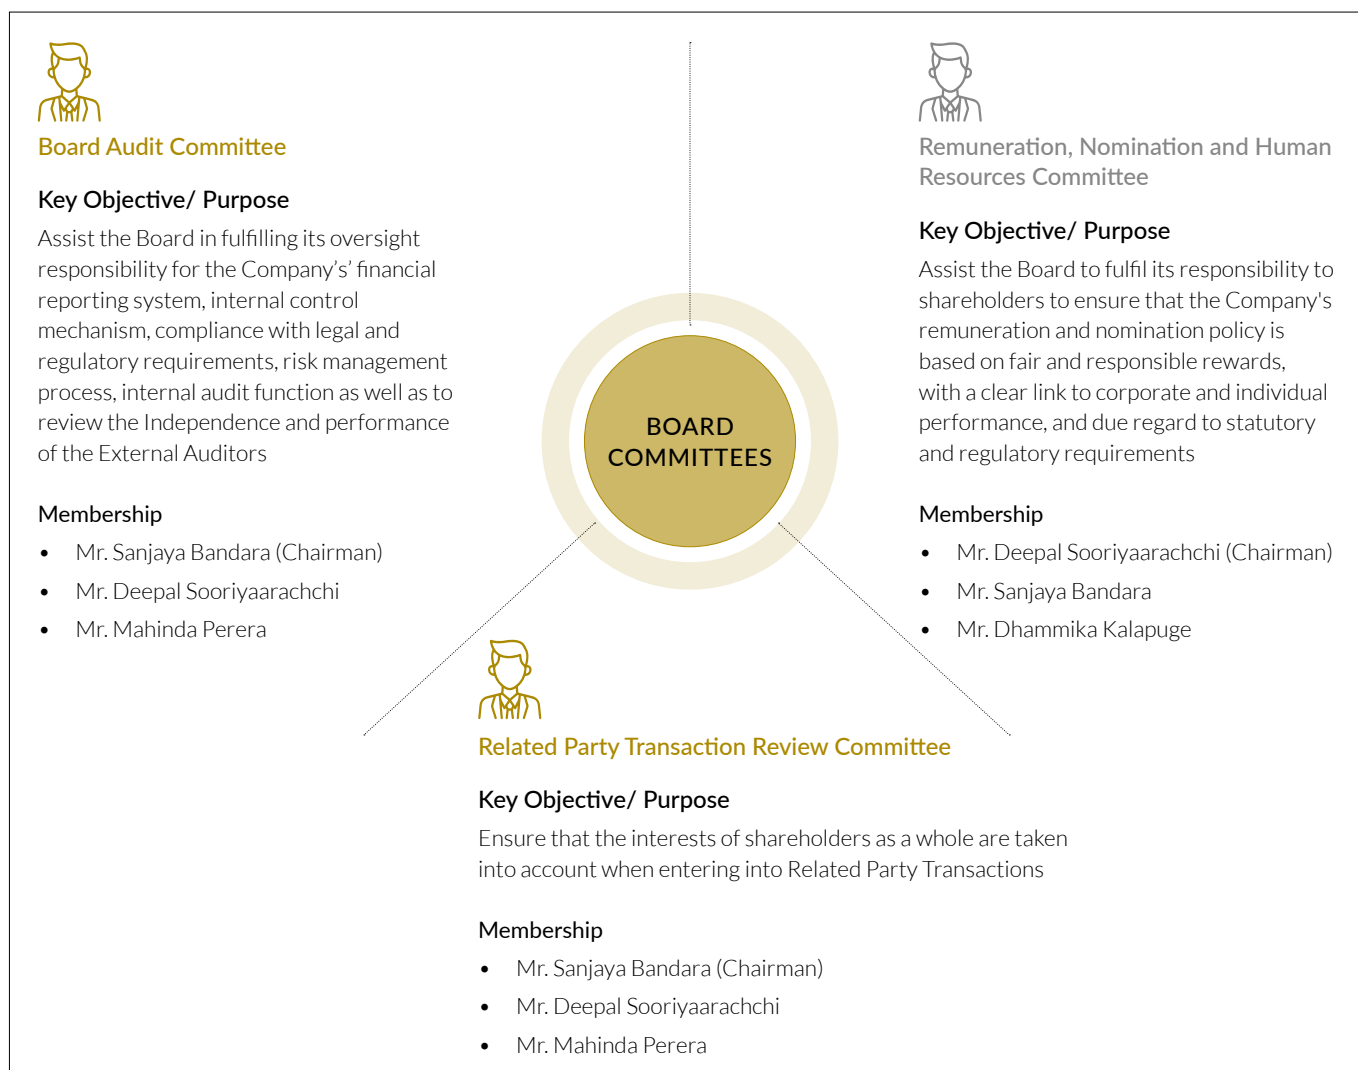 Board Audit Committee
Key Objective/ Purpose
Assist the Board in fulfilling its oversight
responsibility for the Company’s’ financial
reporting system, internal control
mechanism, compliance with legal and
regulatory requirements, risk management
process, internal audit function as well as to
review the Independence and performance
of the External Auditors
Membership
• Mr. Sanjaya Bandara (Chairman)
• Mr. Deepal Sooriyaarachchi
• Mr. Mahinda Perera
BOARD
COMMITTEES
Remuneration, Nomination and Human
Resources Committee
Key Objective/ Purpose
Assist the Board to fulfil its responsibility to
shareholders to ensure that the Company's
remuneration and nomination policy is
based on fair and responsible rewards,
with a clear link to corporate and individual
performance, and due regard to statutory
and regulatory requirements
Membership
• Mr. Deepal Sooriyaarachchi (Chairman)
• Mr. Sanjaya Bandara
• Mr. Dhammika Kalapuge
Related Party Transaction Review Committee
Key Objective/ Purpose
Ensure that the interests of shareholders as a whole are taken
into account when entering into Related Party Transactions
Membership
• Mr. Sanjaya Bandara (Chairman)
• Mr. Deepal Sooriyaarachchi
• Mr. Mahinda Perera